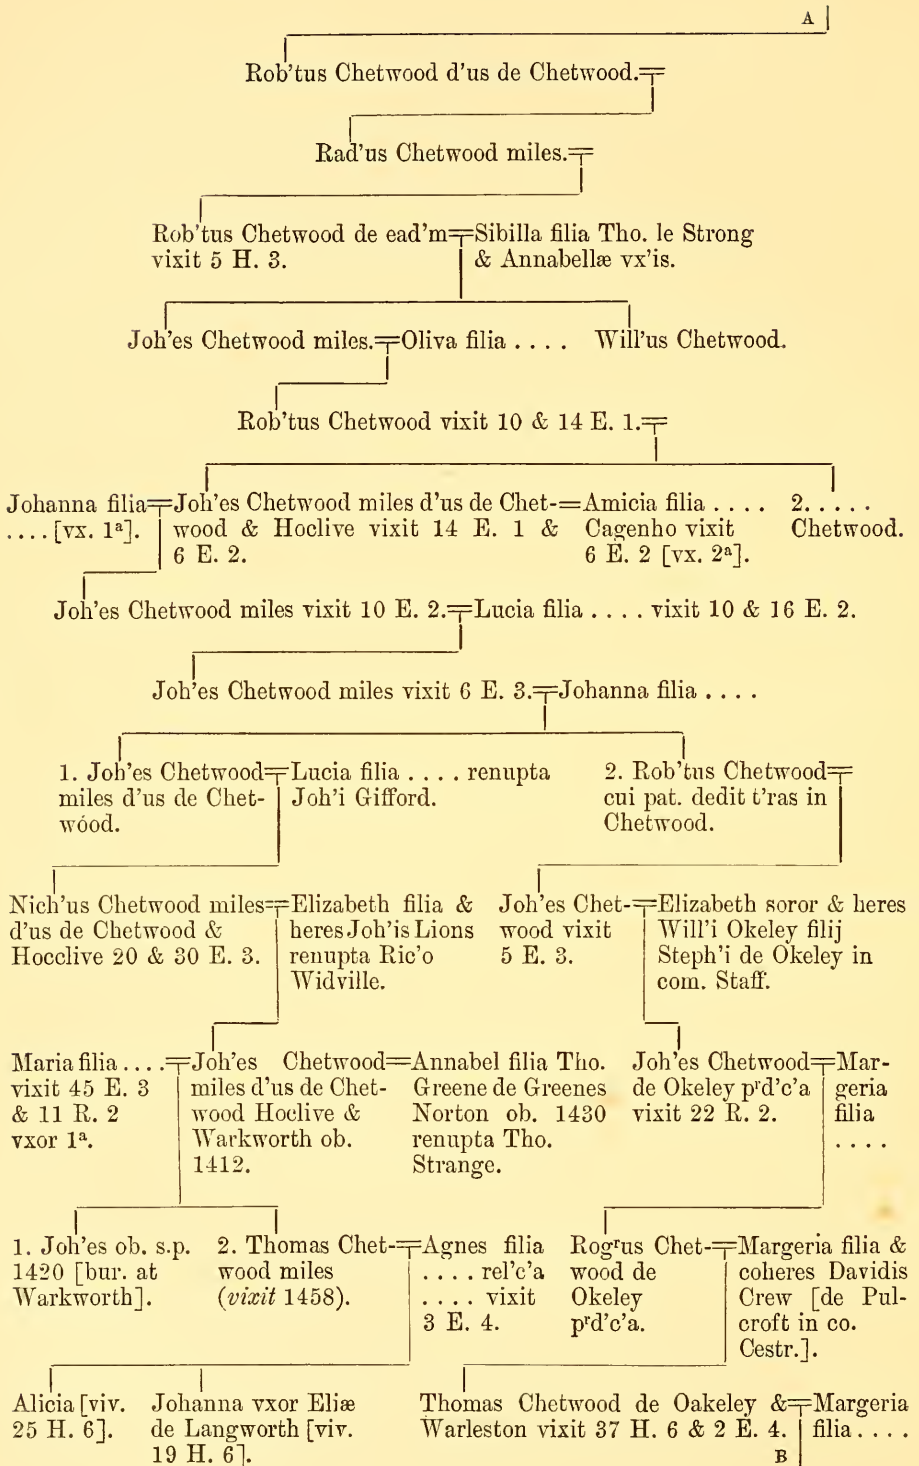 A
Rob'tus Chetwood d'us de Chetwood.
Rad'us Chetwood miles.
Rob'tus Chetwood de ead'm
vixit 5 H. 3.
Sibilla filia Tho. le Strong
& Annabellæ vx'is.
Joh'es Chetwood miles.
Oliva filia . . . .
Will'us Chetwood.
Rob'tus Chetwood vixit 10 & 14 E. 1.
Johanna filia
. . . . [vx. 1ª].
Joh'es Chetwood miles d'us de Chet-
wood & Hoclive vixit 14 E. 1 &
6 E. 2.
Amicia filia . . . .
Cagenho vixit
6 E. 2 [vx. 2ª].
2. . . . .
Chetwood.
Joh'es Chetwood miles vixit 10 E. 2.
Lucia filia . . . . vixit 10 & 16 E. 2.
Joh'es Chetwood miles vixit 6 E. 3.
Johanna filia . . . .
1. Joh'es Chetwood
miles d'us de Chet-
wóod.
Lucia filia . . . . renupta
Joh'i Gifford.
2. Rob'tus Chetwood
cui pat. dedit t'ras in
Chetwood.
Nich'us Chetwood miles
d'us de Chetwood &
Hocclive 20 & 30 E. 3.
Elizabeth filia &
heres Joh'is Lions
renupta Ric'o
Widville.
Joh'es Chet-
wood vixit
5 E. 3.
Elizabeth soror & heres
Will'i Okeley filij
Steph'i de Okeley in
com. Staff.
Maria filia . . . .
vixit 45 E. 3
& 11 R. 2
vxor 1ª.
Joh'es Chetwood
miles d'us de Chet-
wood Hoclive &
Warkworth ob.
1412.
Annabel filia Tho.
Greene de Greenes
Norton ob. 1430
renupta Tho.
Strange.
Joh'es Chetwood
de Okeley pʳd'c'a
vixit 22 R. 2.
Mar-
geria
filia
. . . .
1. Joh'es ob. s.p.
1420 [bur. at
Warkworth].
2. Thomas Chet-
wood miles
(vixit 1458).
Agnes filia
. . . . rel'c'a
. . . . vixit
3 E. 4.
Rogʳus Chet-
wood de
Okeley
pʳd'c'a.
Margeria filia &
coheres Davidis
Crew [de Pul-
croft in co.
Cestr.].
Alicia [viv.
25 H. 6].
Johanna vxor Eliæ
de Langworth [viv.
19 H. 6].
Thomas Chetwood de Oakeley &
Warleston vixit 37 H. 6 & 2 E. 4.
Margeria
filia. . . .
B